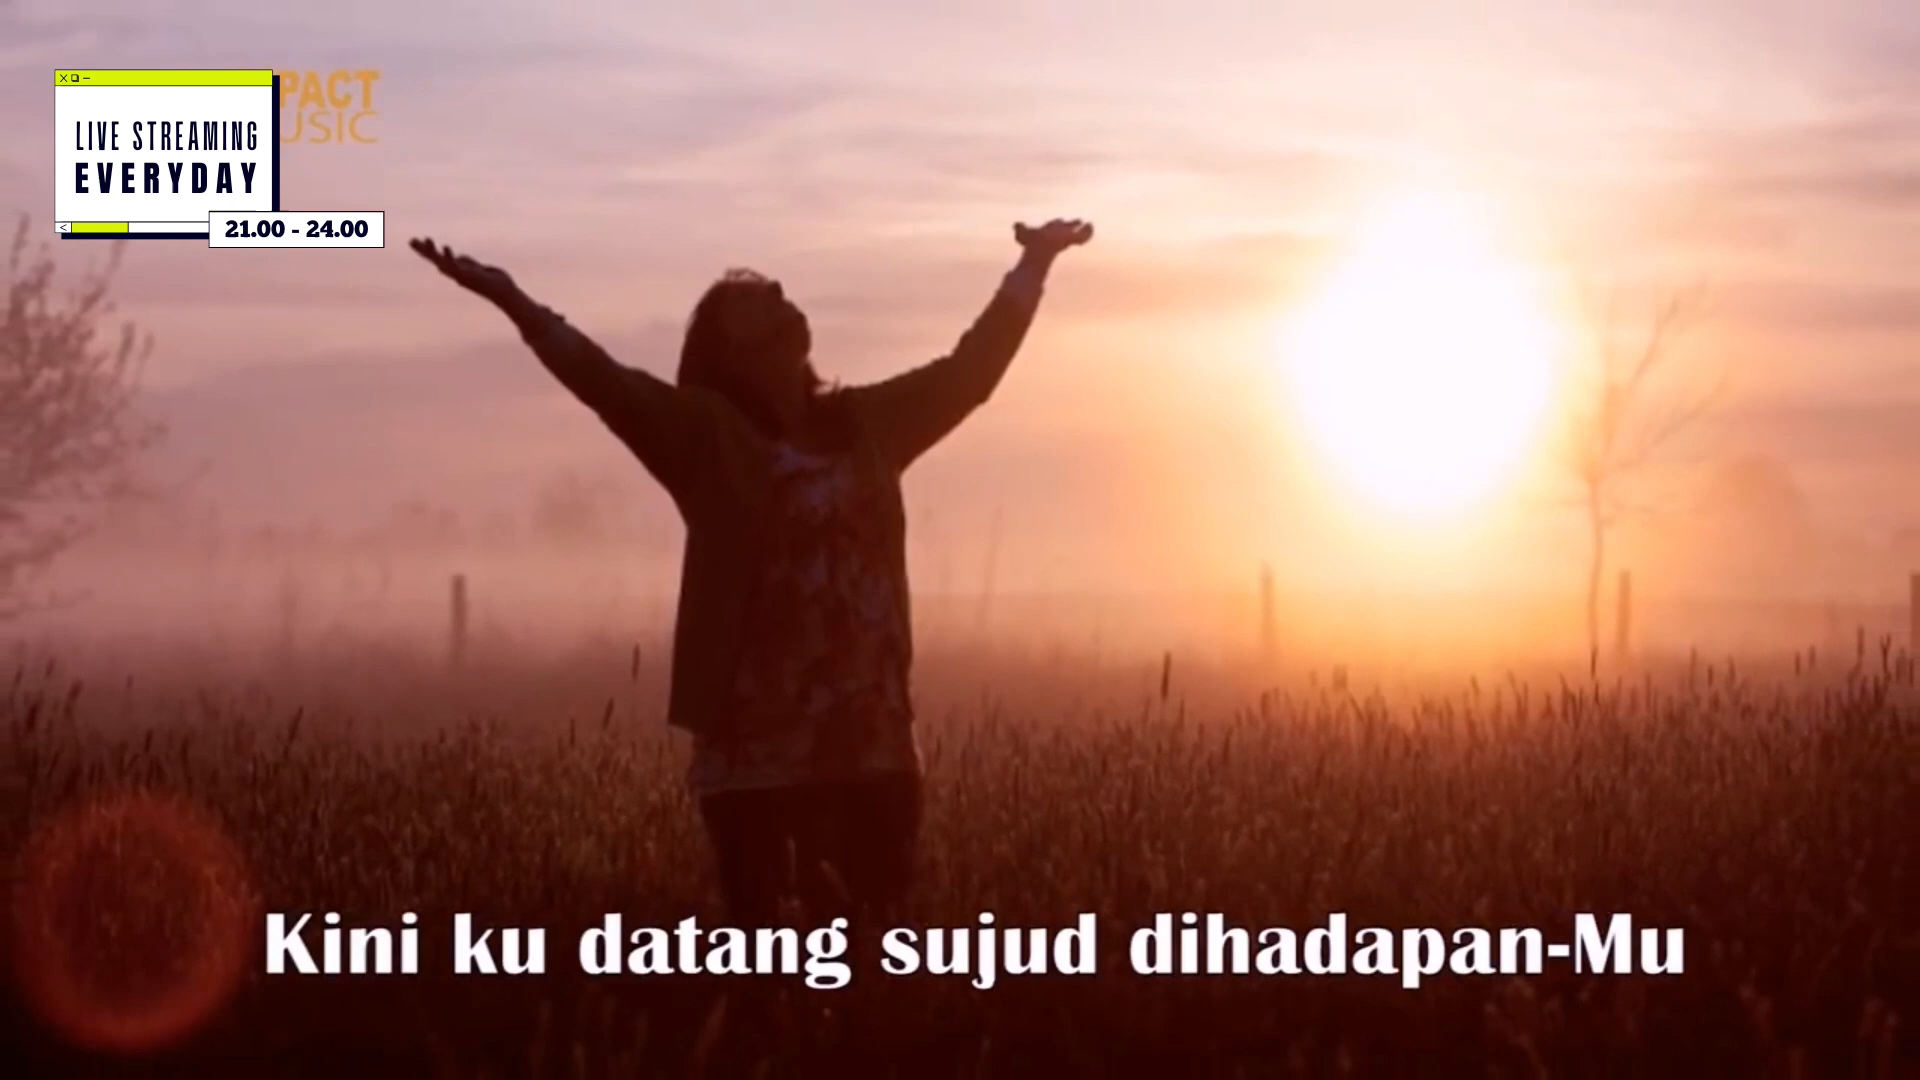 LIVE STREAMING
EVERYDAY
21.00 - 24.00
Kini ku datang sujud dihadapan-Mu